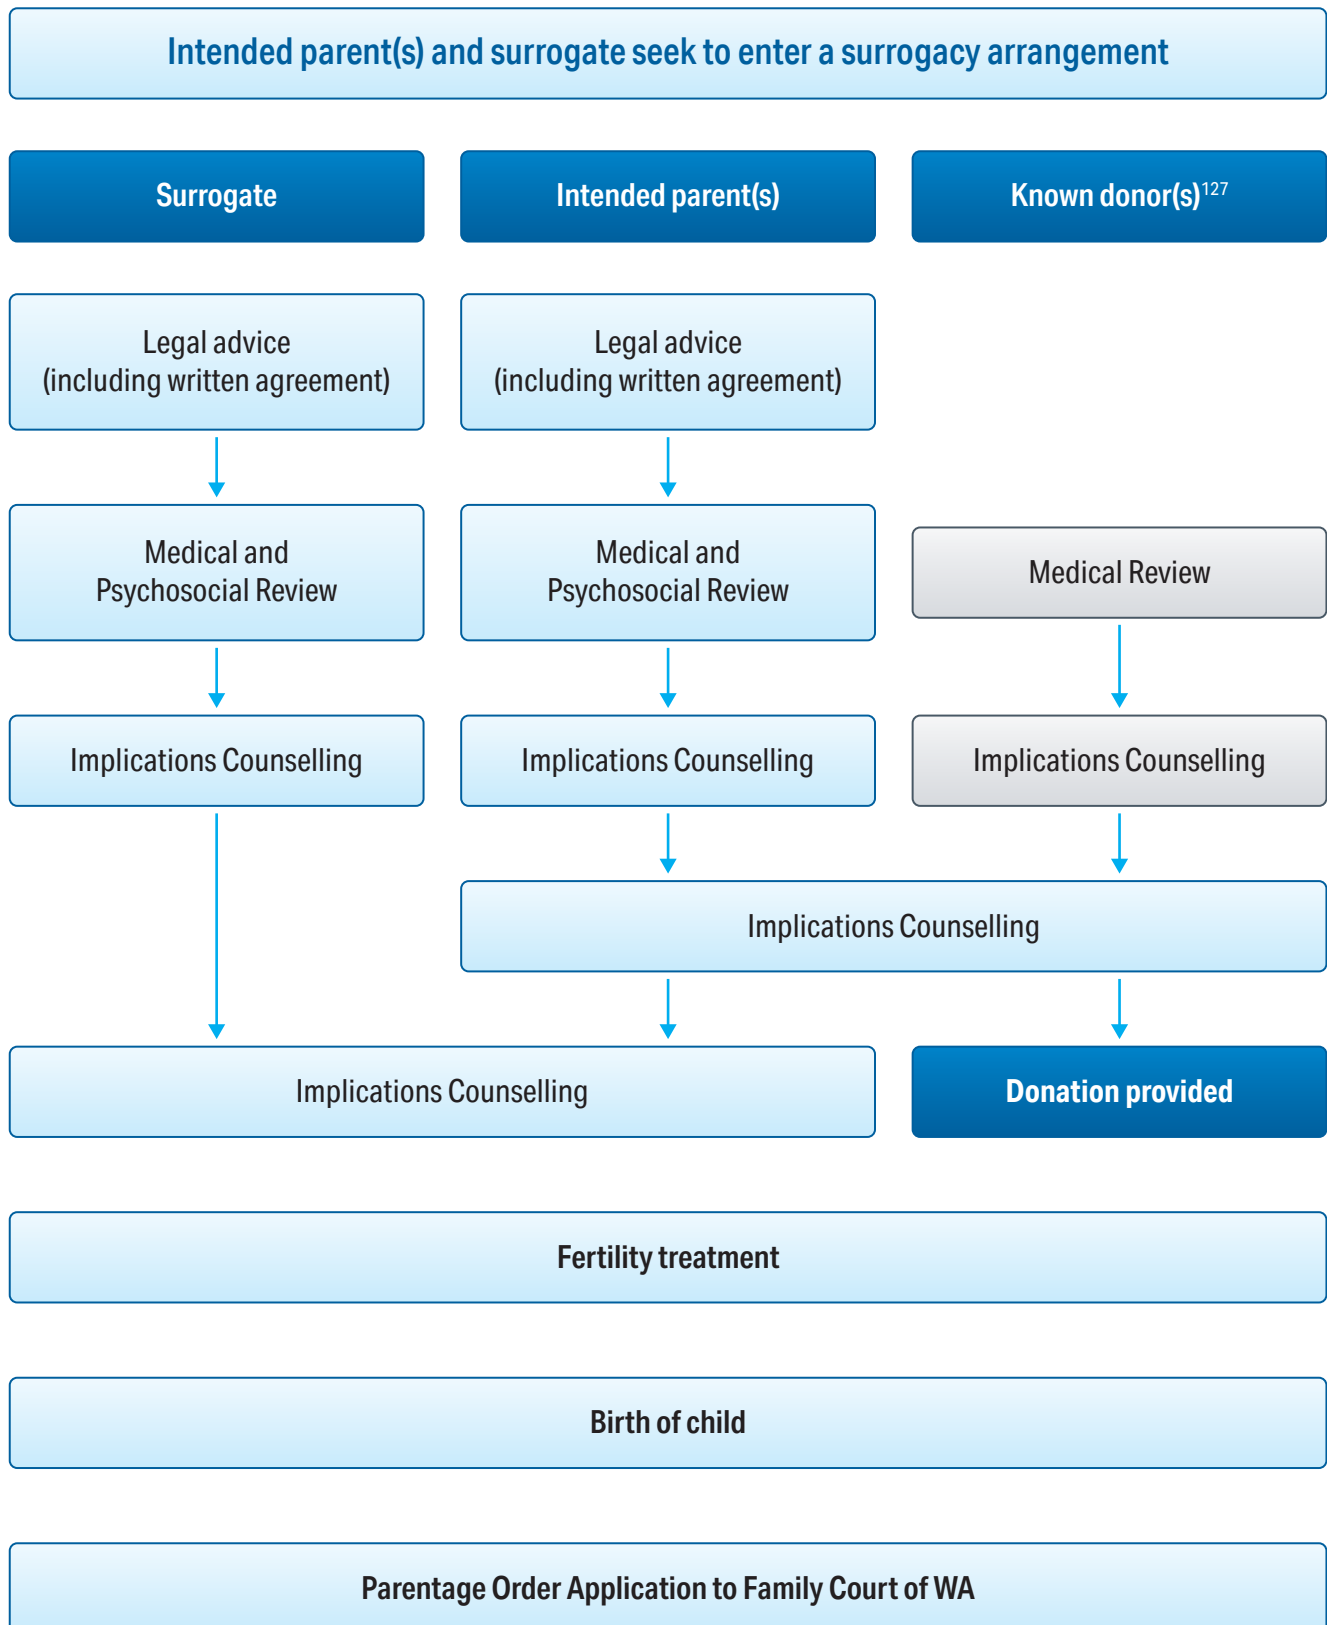 Intended parent(s) and surrogate seek to enter a surrogacy arrangement
Surrogate
Intended parent(s)
Known donor(s)127
Legal advice
(including written agreement)
Legal advice
(including written agreement)
Medical and
Psychosocial Review
Medical and
Psychosocial Review
Medical Review
Implications Counselling
Implications Counselling
Implications Counselling
Implications Counselling
Implications Counselling
Donation provided
Fertility treatment
Birth of child
Parentage Order Application to Family Court of WA